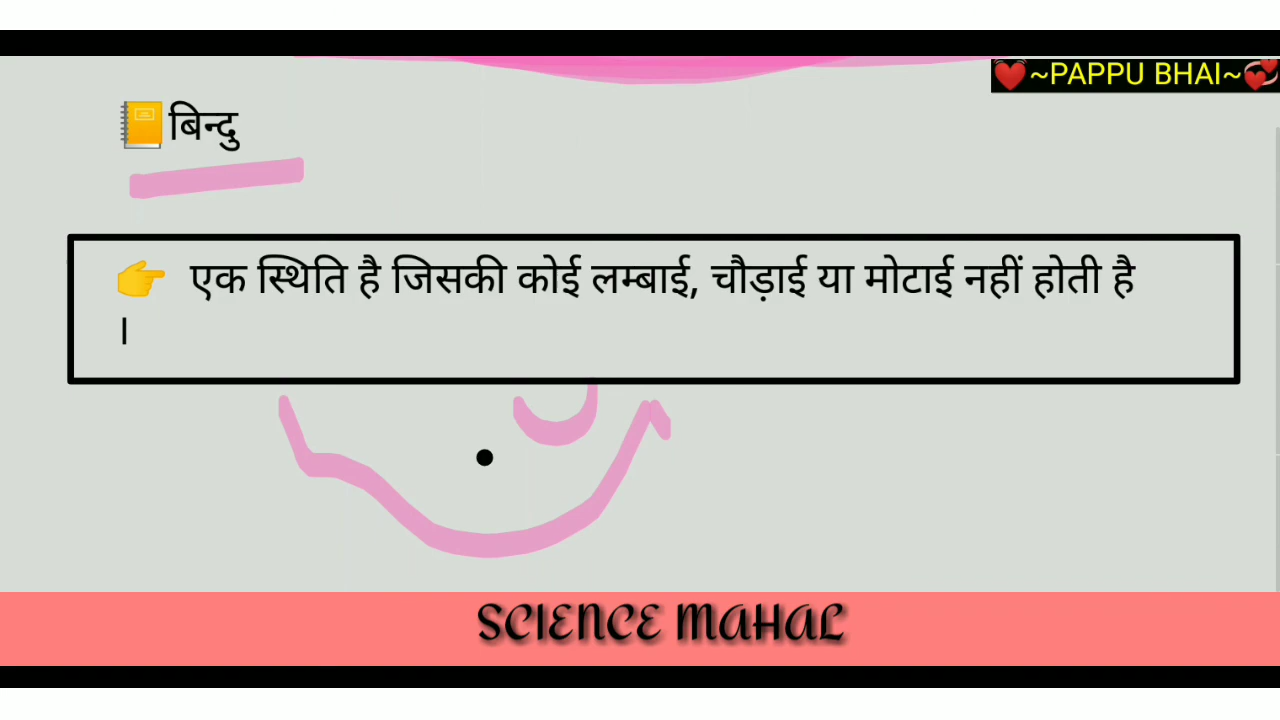 ❤️~PAPPU BHAI~💞
📒बिन्दु
👉 एक स्थिति है जिसकी कोई लम्बाई, चौड़ाई या मोटाई नहीं होती है
।
SCIENCE MAHAL